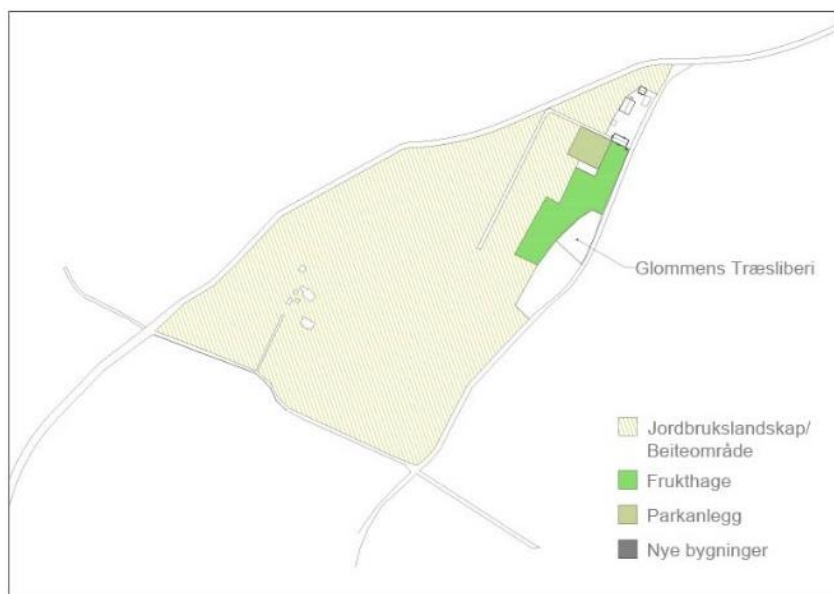 Glommens Træsliberi
Jordbrukslandskap/
Beiteområde
Frukthage
Parkanlegg
Nye bygninger